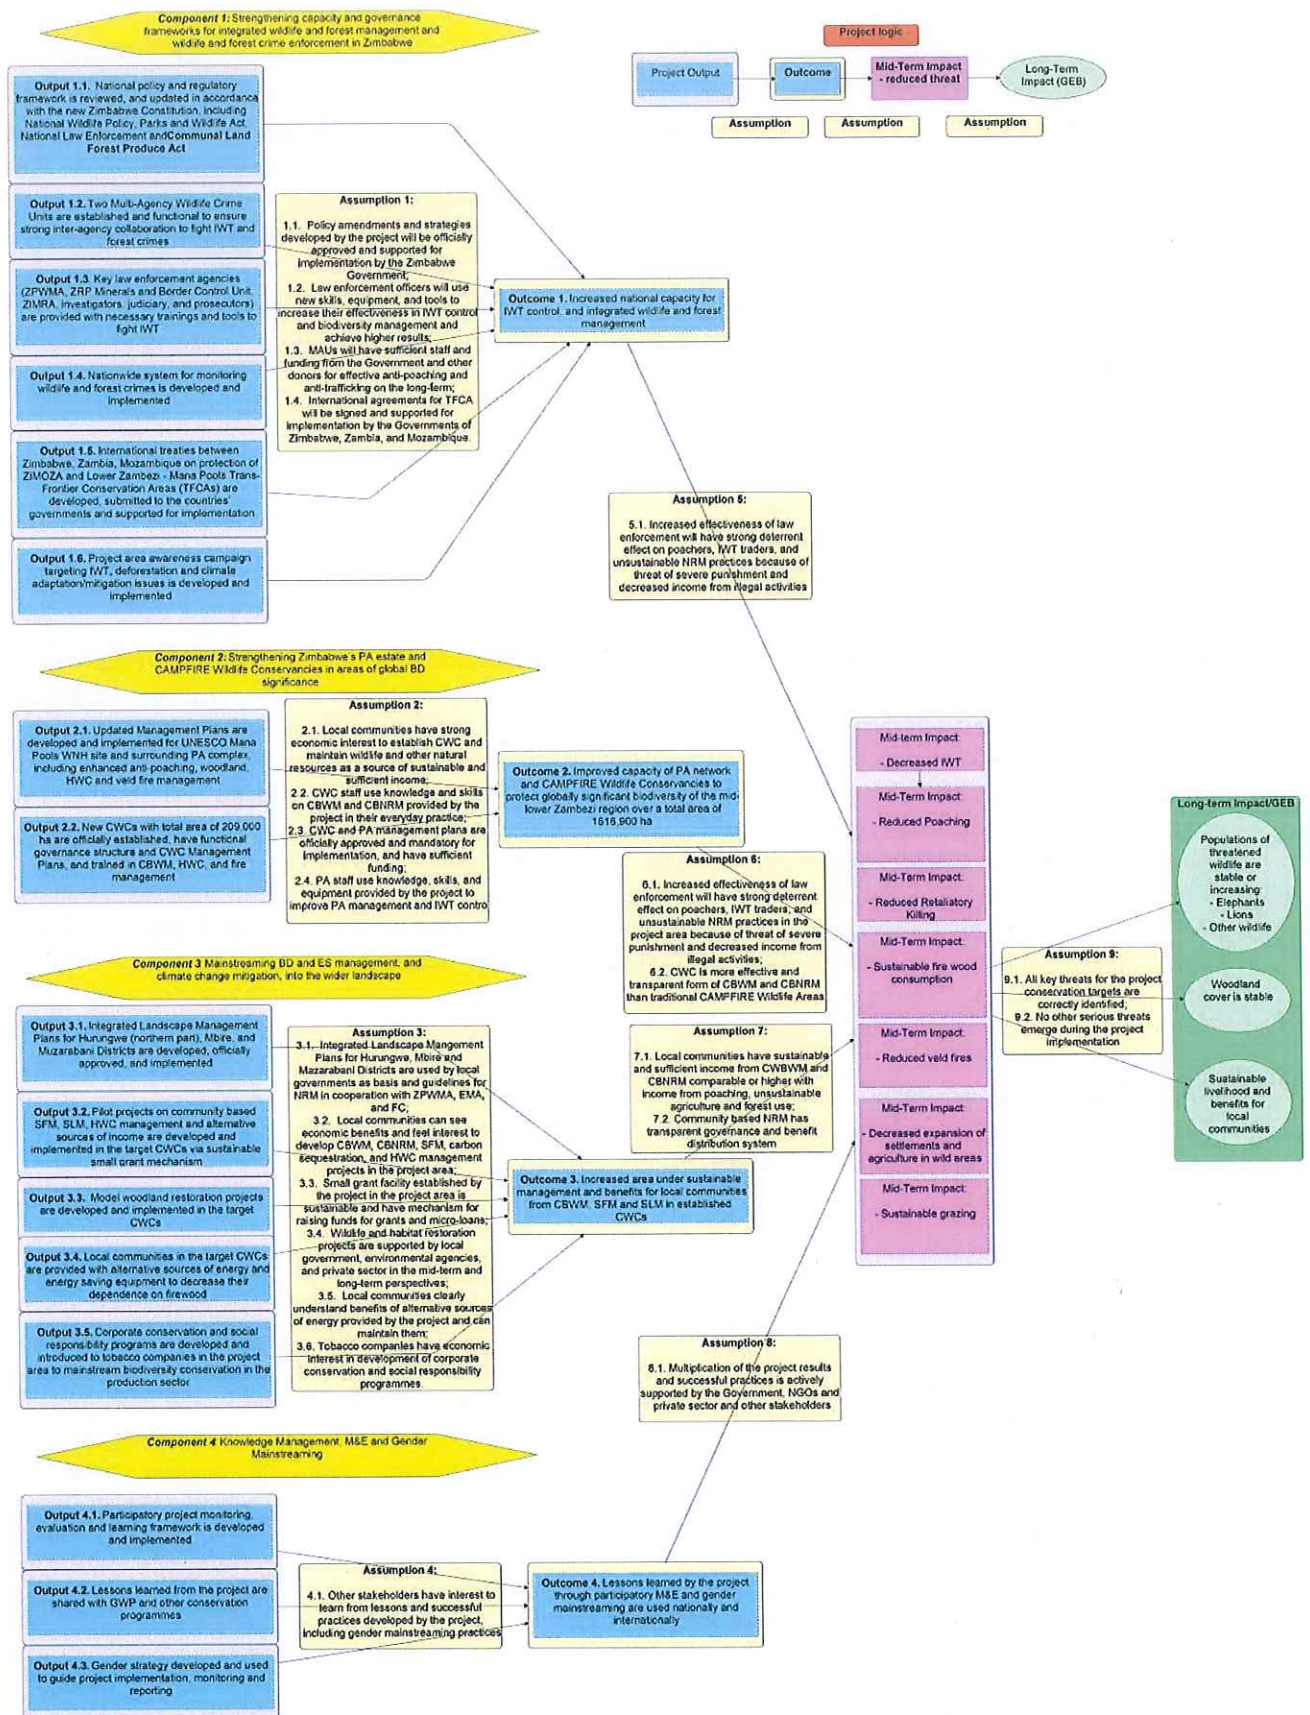 Component 1: Strengthening capacity and governance
frameworks for integrated wildlife and forest management and
wildlife and forest crime enforcement in Zimbabwe
Project logic
Project Output
Outcome
Mid-Term Impact
- reduced threat
Long-Term
Impact (GEB)
Assumption
Assumption
Assumption
Output 1.1. National policy and regulatory
framework is reviewed, and updated in accordance
with the new Zimbabwe Constitution, including
National Wildlife Policy, Parks and Wildlife Act,
National Law Enforcement andCommunal Land
Forest Produce Act
Output 1.2. Two Multi-Agency Wildlife Crime
Units are established and functional to ensure
strong inter-agency collaboration to fight IWT and
forest crimes
Output 1.3. Key law enforcement agencies
(ZPWMA, ZRP Minerals and Border Control Unit,
ZIMRA, investigators, judiciary, and prosecutors)
are provided with necessary trainings and tools to
fight IWT
Output 1.4. Nationwide system for monitoring
wildlife and forest crimes is developed and
implemented
Output 1.5. International treaties between
Zimbabwe, Zambia, Mozambique on protection of
ZIMOZA and Lower Zambezi - Mana Pools Trans-
Frontier Conservation Areas (TFCAs) are
developed, submitted to the countries'
governments and supported for implementation
Output 1.6. Project area awareness campaign
targeting IWT, deforestation and climate
adaptation/mitigation issues is developed and
implemented
Assumption 1:
1.1. Policy amendments and strategies
developed by the project will be officially
approved and supported for
implementation by the Zimbabwe
Government;
1.2. Law enforcement officers will use
new skills, equipment, and tools to
increase their effectiveness in IWT control
and biodiversity management and
achieve higher results;
1.3. MAUs will have sufficient staff and
funding from the Government and other
donors for effective anti-poaching and
anti-trafficking on the long-term;
1.4. International agreements for TFCA
will be signed and supported for
implementation by the Governments of
Zimbabwe, Zambia, and Mozambique.
Outcome 1. Increased national capacity for
IWT control, and integrated wildlife and forest
management
Assumption 5:
5.1. Increased effectiveness of law
enforcement will have strong deterrent
effect on poachers, IWT traders, and
unsustainable NRM practices because of
threat of severe punishment and
decreased income from illegal activities
Component 2: Strengthening Zimbabwe's PA estate and
CAMPFIRE Wildlife Conservancies in areas of global BD
significance
Output 2.1. Updated Management Plans are
developed and implemented for UNESCO Mana
Pools WNH site and surrounding PA complex,
including enhanced anti-poaching, woodland,
HWC and veld fire management
Output 2.2. New CWCs with total area of 209,000
ha are officially established, have functional
governance structure and CWC Management
Plans, and trained in CBWM, HWC, and fire
management
Assumption 2:
2.1. Local communities have strong
economic interest to establish CWC and
maintain wildlife and other natural
resources as a source of sustainable and
sufficient income;
2.2. CWC staff use knowledge and skills
on CBWM and CBNRM provided by the
project in their everyday practice;
2.3. CWC and PA management plans are
officially approved and mandatory for
implementation, and have sufficient
funding;
2.4. PA staff use knowledge, skills, and
equipment provided by the project to
improve PA management and IWT control
Outcome 2. Improved capacity of PA network
and CAMPFIRE Wildlife Conservancies to
protect globally significant biodiversity of the mid-
lower Zambezi region over a total area of
1616,900 ha
Assumption 6:
6.1. Increased effectiveness of law
enforcement will have strong deterrent
effect on poachers, IWT traders, and
unsustainable NRM practices in the
project area because of threat of severe
punishment and decreased income from
illegal activities;
6.2. CWC is more effective and
transparent form of CBWM and CBNRM
than traditional CAMPFIRE Wildlife Areas
Mid-term Impact:
- Decreased IWT
Mid-Term Impact:
- Reduced Poaching
Mid-Term Impact:
- Reduced Retaliatory
Killing
Mid-Term Impact:
- Sustainable fire wood
consumption
Mid-Term Impact:
- Reduced veld fires
Mid-Term Impact:
- Decreased expansion of
settlements and
agriculture in wild areas
Mid-Term Impact:
- Sustainable grazing
Assumption 9:
9.1. All key threats for the project
conservation targets are
correctly identified;
9.2. No other serious threats
emerge during the project
implementation
Long-term Impact/GEB
Populations of
threatened wildlife are
stable or
increasing:
- Elephants
- Lions
- Other wildlife
Woodland
cover is stable
Sustainable
livelihood and
benefits for
local
communities
Component 3 Mainstreaming BD and ES management, and
climate change mitigation, into the wider landscape
Output 3.1. Integrated Landscape Management
Plans for Hurungwe (northern part), Mbire, and
Muzarabani Districts are developed, officially
approved, and implemented
Output 3.2. Pilot projects on community based
SFM, SLM, HWC management and alternative
sources of income are developed and
implemented in the target CWCs via sustainable
small grant mechanism
Output 3.3. Model woodland restoration projects
are developed and implemented in the target
CWCs
Output 3.4. Local communities in the target CWCs
are provided with alternative sources of energy and
energy saving equipment to decrease their
dependence on firewood
Output 3.5. Corporate conservation and social
responsibility programs are developed and
introduced to tobacco companies in the project
area to mainstream biodiversity conservation in the
production sector
Assumption 3:
3.1. Integrated Landscape Mangement
Plans for Hurungwe, Mbire and
Mazarabani Districts are used by local
governments as basis and guidelines for
NRM in cooperation with ZPWMA, EMA,
and FC;
3.2. Local communities can see
economic benefits and feel interest to
develop CBWM, CBNRM, SFM, carbon
sequestration, and HWC management
projects in the project area;
3.3. Small grant facility established by
the project in the project area is
sustainable and have mechanism for
raising funds for grants and micro-loans;
3.4. Wildlife and habitat restoration
projects are supported by local
government, environmental agencies,
and private sector in the mid-term and
long-term perspectives;
3.5. Local communities clearly
understand benefits of alternative sources
of energy provided by the project and can
maintain them;
3.6. Tobacco companies have economic
interest in development of corporate
conservation and social responsibility
programmes.
Outcome 3. Increased area under sustainable
management and benefits for local communities
from CBWM, SFM and SLM in established
CWCs
Assumption 7:
7.1. Local communities have sustainable
and sufficient income from CWBWM and
CBNRM comparable or higher with
income from poaching, unsustainable
agriculture and forest use;
7.2. Community based NRM has
transparent governance and benefit
distribution system
Assumption 8:
8.1. Multiplication of the project results
and successful practices is actively
supported by the Government, NGOs and
private sector and other stakeholders
Component 4 Knowledge Management, M&E and Gender
Mainstreaming
Output 4.1. Participatory project monitoring,
evaluation and learning framework is developed
and implemented
Output 4.2. Lessons learned from the project are
shared with GWP and other conservation
programmes
Output 4.3. Gender strategy developed and used
to guide project implementation, monitoring and
reporting
Assumption 4:
4.1. Other stakeholders have interest to
learn from lessons and successful
practices developed by the project,
including gender mainstreaming practices
Outcome 4. Lessons learned by the project
through participatory M&E and gender
mainstreaming are used nationally and
internationally